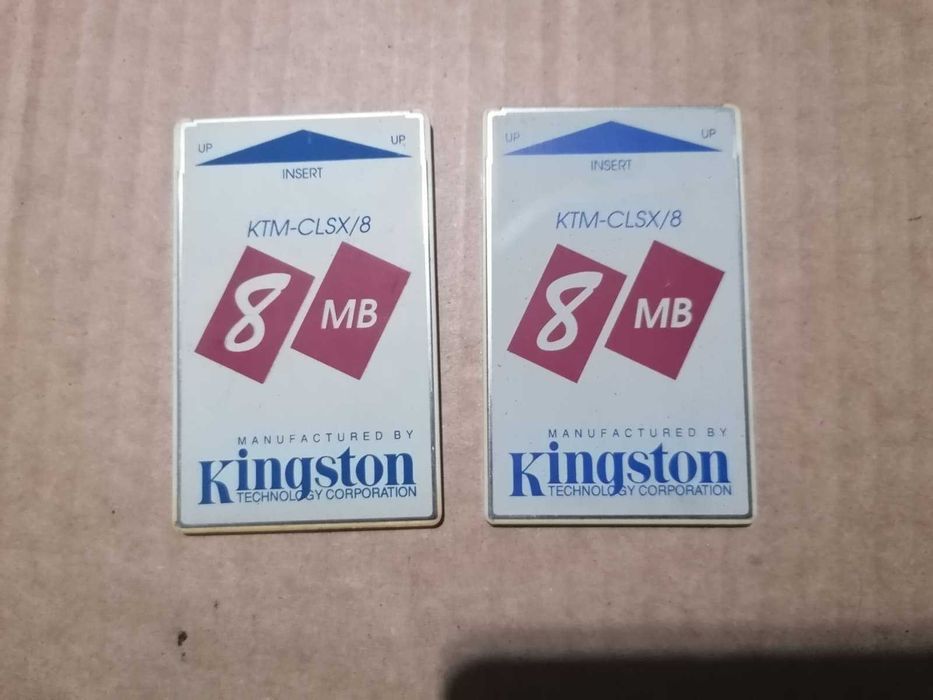 UP UP
INSERT
KTM-CLSX/8
8 MB
MANUFACTURED BY
Kingston
TECHNOLOGY CORPORATION
UP UP
INSERT
KTM-CLSX/8
8 MB
MANUFACTURED BY
Kingston
TECHNOLOGY CORPORATION